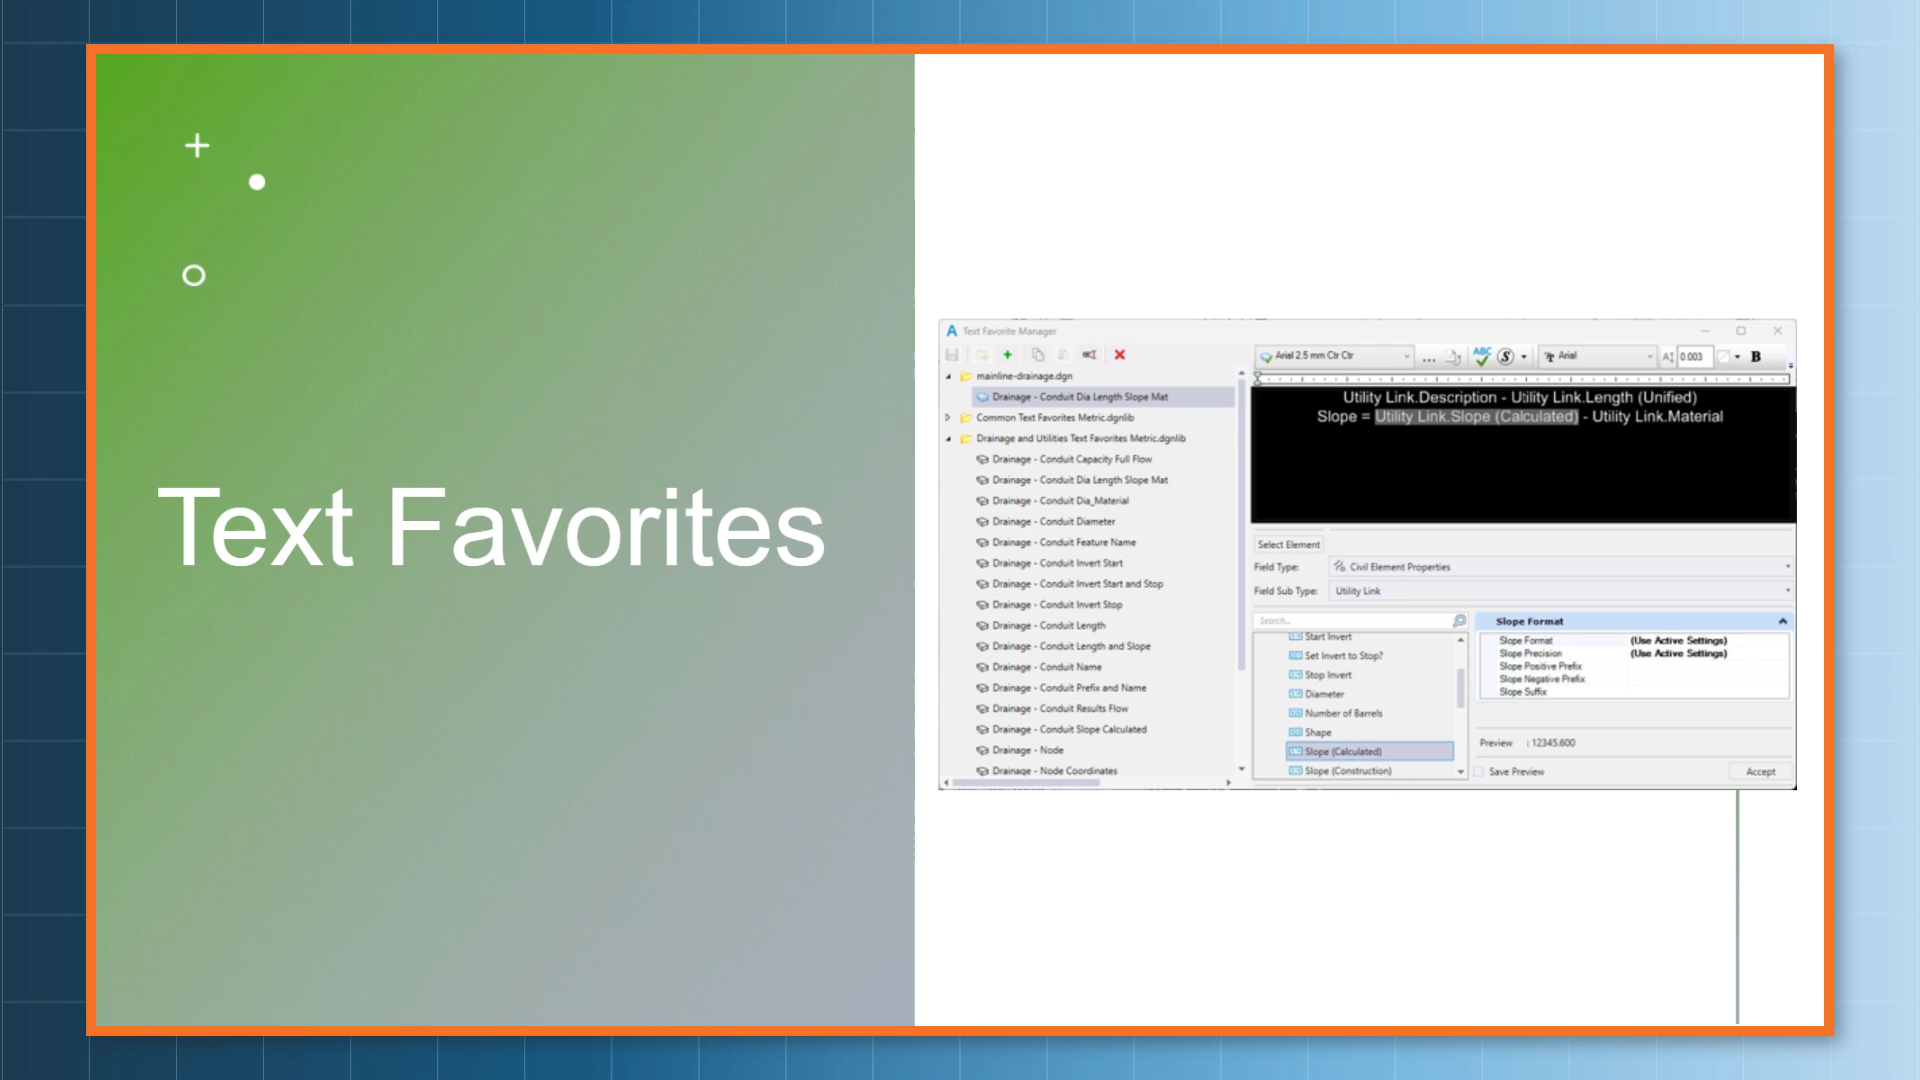 Text Favorites
Text Favorite Manager
mainline-drainage.dgn
Drainage - Conduit Dia Length Slope Mat
Common Text Favorites Metric.dgnlib
Drainage and Utilities Text Favorites Metric.dgnlib
Drainage - Conduit Capacity Full Flow
Drainage - Conduit Dia Length Slope Mat
Drainage - Conduit Dia_Material
Drainage - Conduit Diameter
Drainage - Conduit Feature Name
Drainage - Conduit Invert Start
Drainage - Conduit Invert Start and Stop
Drainage - Conduit Invert Stop
Drainage - Conduit Length
Drainage - Conduit Length and Slope
Drainage - Conduit Name
Drainage - Conduit Prefix and Name
Drainage - Conduit Results Flow
Drainage - Conduit Slope Calculated
Drainage - Node
Drainage - Node Coordinates
Arial 2.5 mm Ctr Ctr ... ABC S Arial 0.003 B
Utility Link.Description - Utility Link.Length (Unified)
Slope = Utility Link.Slope (Calculated) - Utility Link.Material
Select Element
Field Type: Civil Element Properties
Field Sub Type: Utility Link
Search...
Start Invert
Set Invert to Stop?
Stop Invert
Diameter
Number of Barrels
Shape
Slope (Calculated)
Slope (Construction)
Slope Format
Slope Format (Use Active Settings)
Slope Precision (Use Active Settings)
Slope Positive Prefix
Slope Negative Prefix
Slope Suffix
Preview : 12345.600
Save Preview
Accept